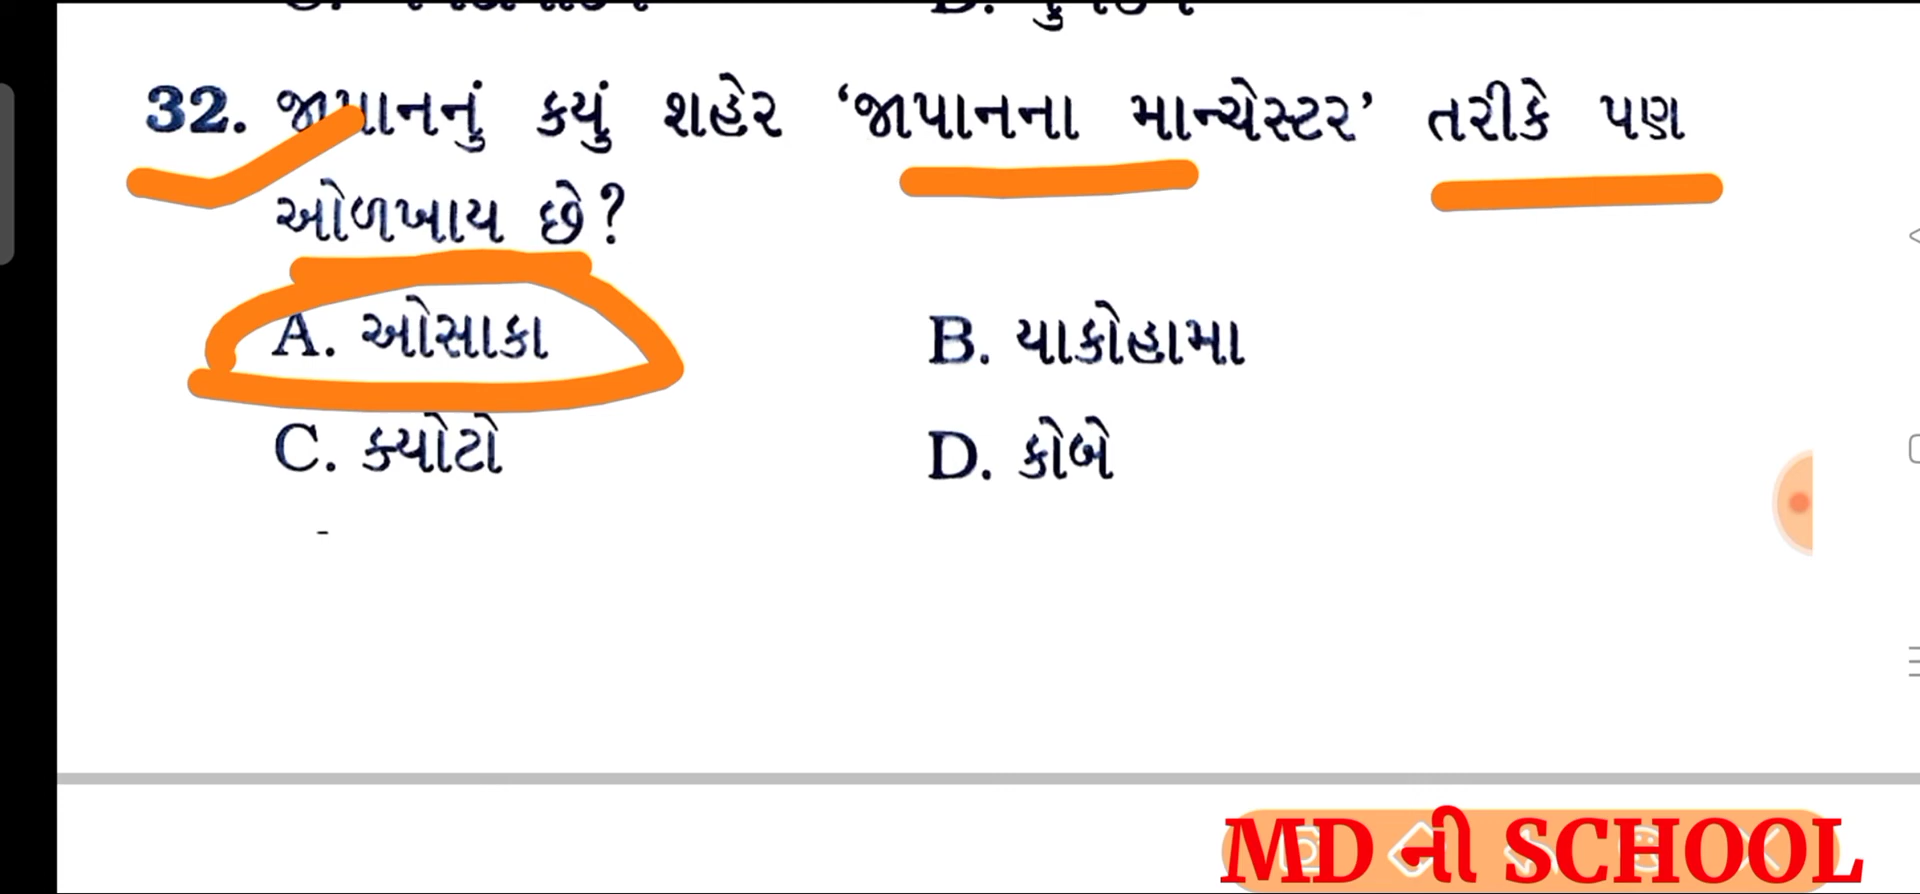 32. જાપાનનું કયું શહેર ‘જાપાનના માન્ચેસ્ટર’ તરીકે પણ
ઓળખાય છે?
A. ઓસાકા B. યાકોહામા
C. ક્યોટો D. કોબે
MD ની SCHOOL